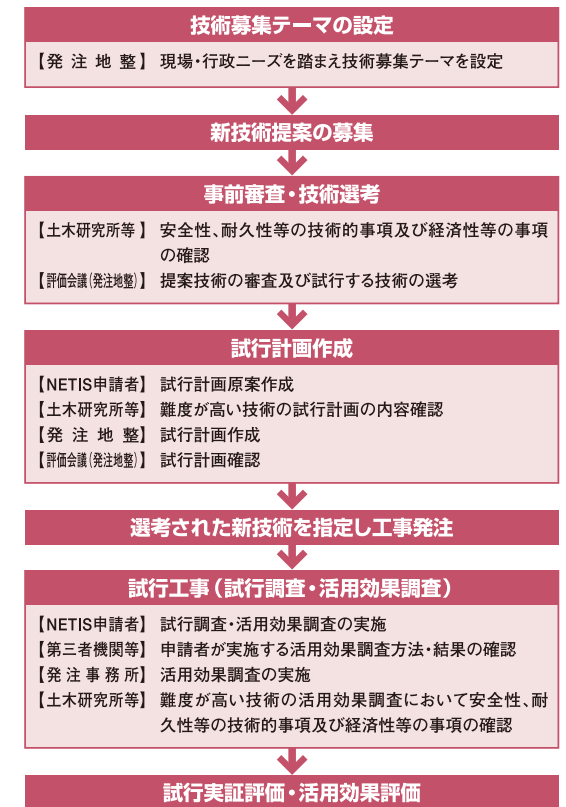 技術募集テーマの設定
【発注地整】 現場・行政ニーズを踏まえ技術募集テーマを設定
新技術提案の募集
事前審査・技術選考
【土木研究所等】 安全性、耐久性等の技術的事項及び経済性等の事項
の確認
【評価会議(発注地整)】 提案技術の審査及び試行する技術の選考
試行計画作成
【NETIS申請者】 試行計画原案作成
【土木研究所等】 難度が高い技術の試行計画の内容確認
【発注地整】 試行計画作成
【評価会議(発注地整)】 試行計画確認
選考された新技術を指定し工事発注
試行工事(試行調査・活用効果調査)
【NETIS申請者】 試行調査・活用効果調査の実施
【第三者機関等】 申請者が実施する活用効果調査方法・結果の確認
【発注事務所】 活用効果調査の実施
【土木研究所等】 難度が高い技術の活用効果調査において安全性、耐
久性等の技術的事項及び経済性等の事項の確認
試行実証評価・活用効果評価